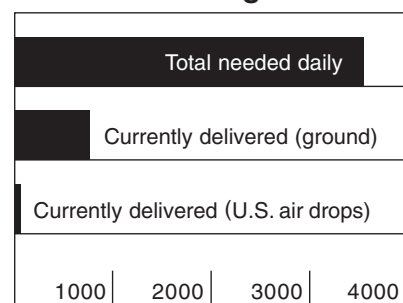 Total needed daily
Currently delivered (ground)
Currently delivered (U.S. air drops)
1000 2000 3000 4000